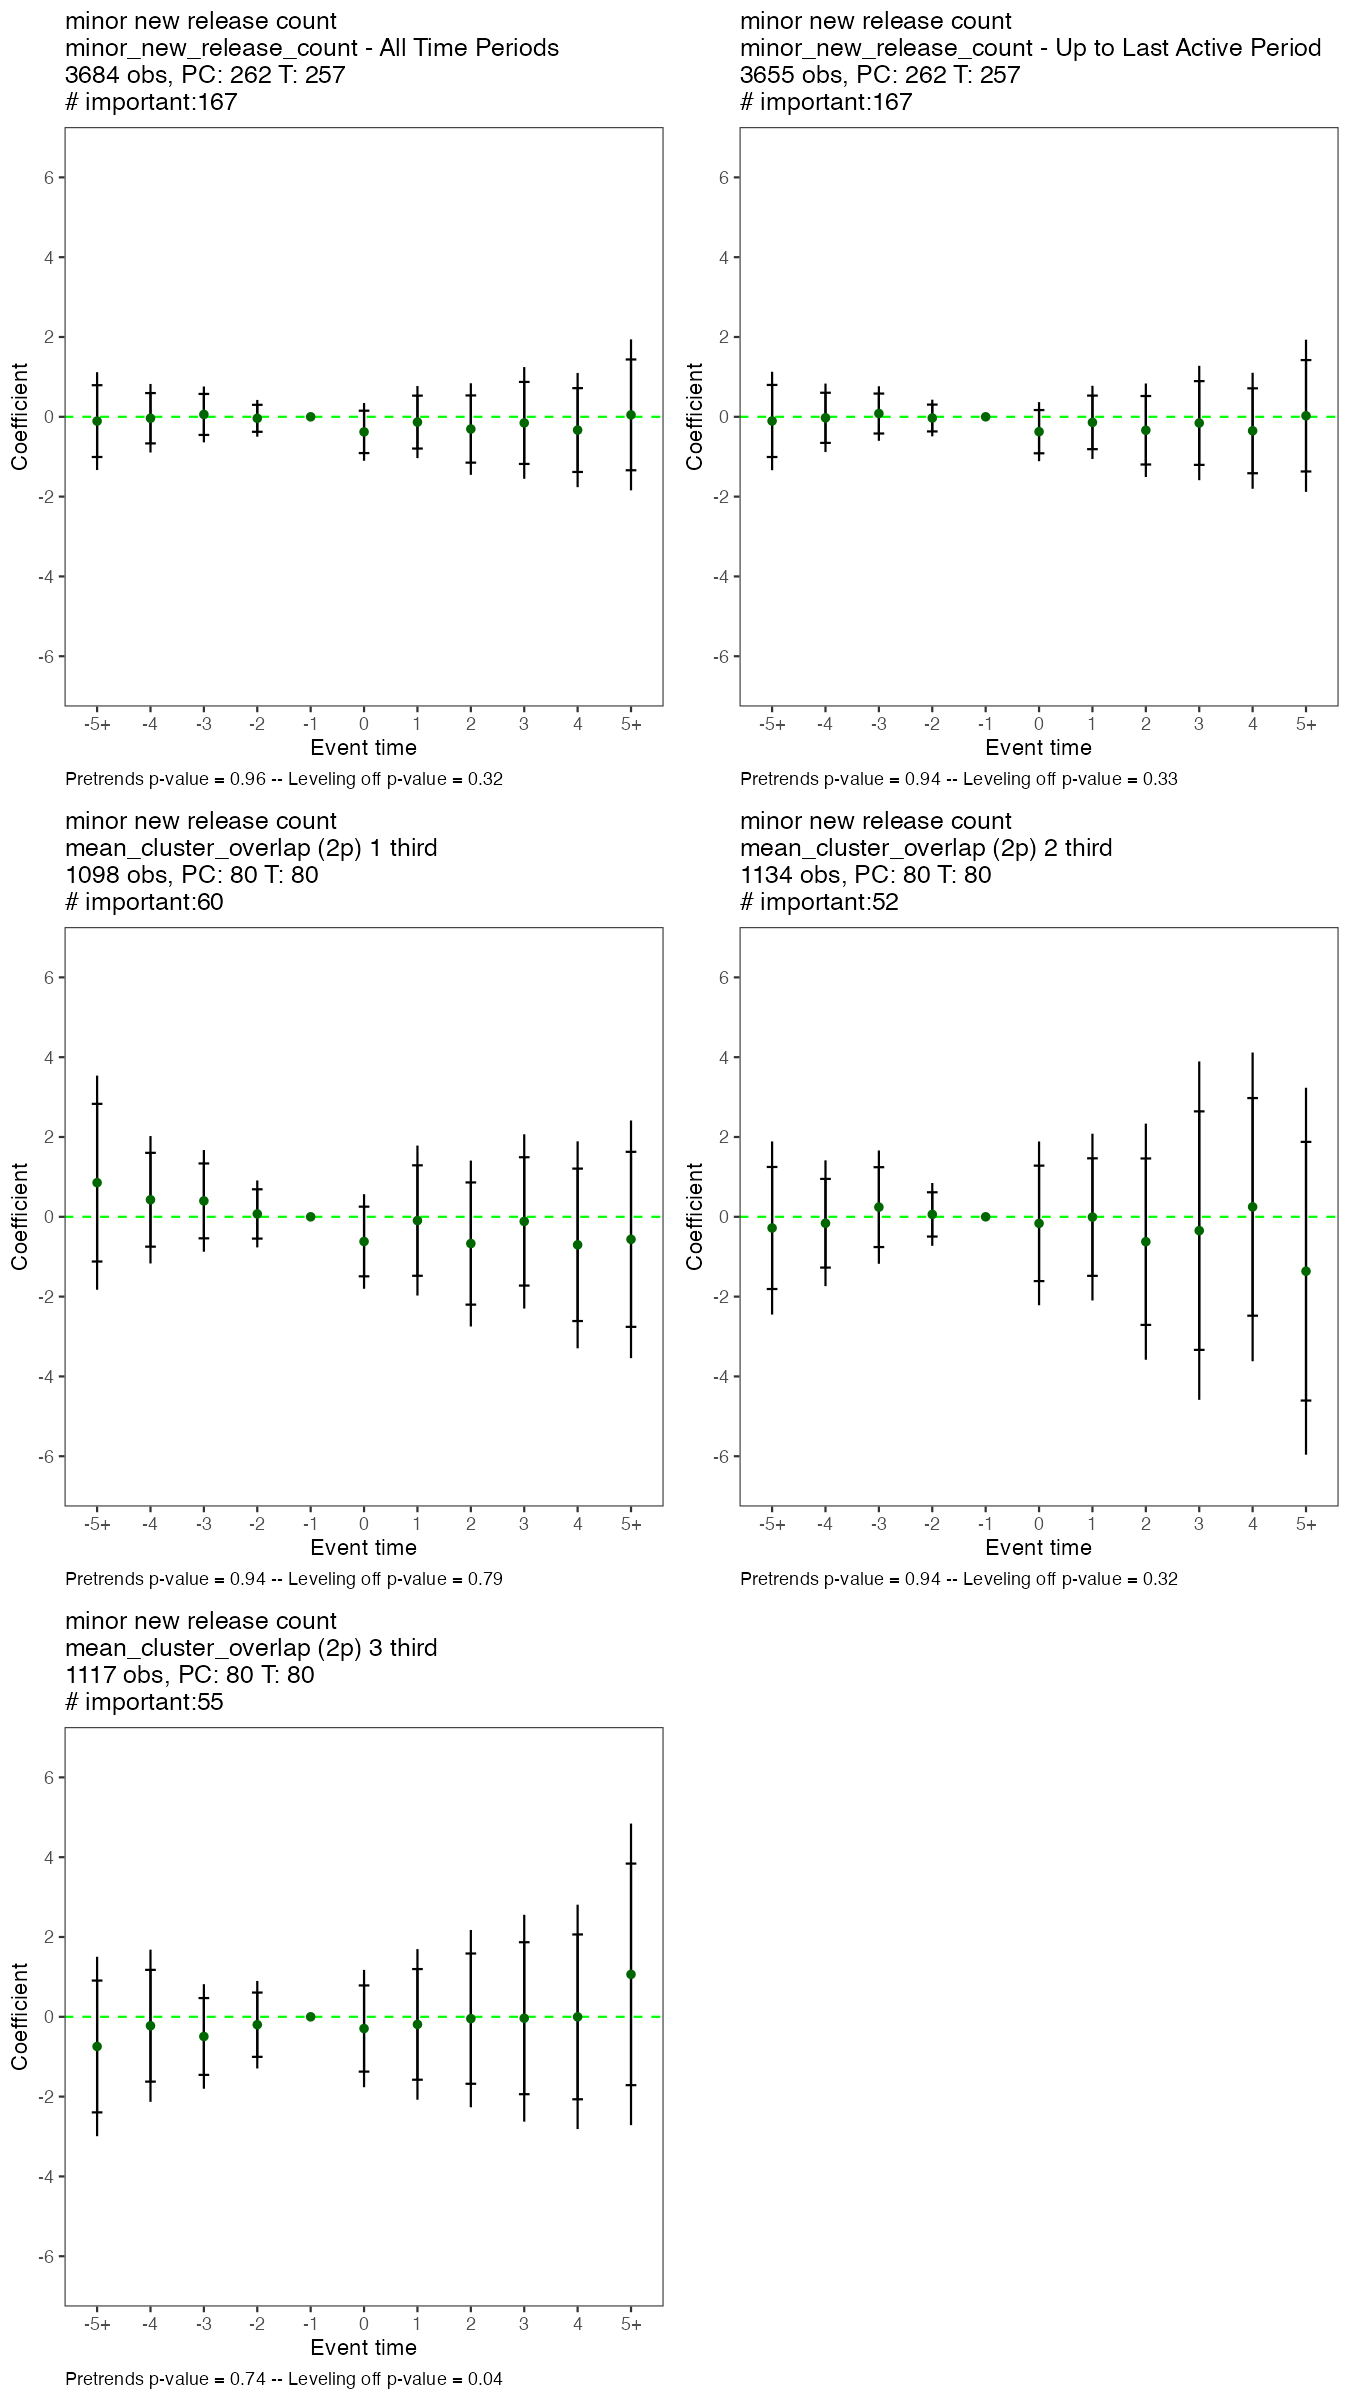 minor new release count
minor_new_release_count - All Time Periods
3684 obs, PC: 262 T: 257
# important:167
6
4
2
0
-2
-4
-6
Coefficient
-5+ -4 -3 -2 -1 0 1 2 3 4 5+
Event time
Pretrends p-value = 0.96 -- Leveling off p-value = 0.32
minor new release count
minor_new_release_count - Up to Last Active Period
3655 obs, PC: 262 T: 257
# important:167
6
4
2
0
-2
-4
-6
Coefficient
-5+ -4 -3 -2 -1 0 1 2 3 4 5+
Event time
Pretrends p-value = 0.94 -- Leveling off p-value = 0.33
minor new release count
mean_cluster_overlap (2p) 1 third
1098 obs, PC: 80 T: 80
# important:60
6
4
2
0
-2
-4
-6
Coefficient
-5+ -4 -3 -2 -1 0 1 2 3 4 5+
Event time
Pretrends p-value = 0.94 -- Leveling off p-value = 0.79
minor new release count
mean_cluster_overlap (2p) 2 third
1134 obs, PC: 80 T: 80
# important:52
6
4
2
0
-2
-4
-6
Coefficient
-5+ -4 -3 -2 -1 0 1 2 3 4 5+
Event time
Pretrends p-value = 0.94 -- Leveling off p-value = 0.32
minor new release count
mean_cluster_overlap (2p) 3 third
1117 obs, PC: 80 T: 80
# important:55
6
4
2
0
-2
-4
-6
Coefficient
-5+ -4 -3 -2 -1 0 1 2 3 4 5+
Event time
Pretrends p-value = 0.74 -- Leveling off p-value = 0.04